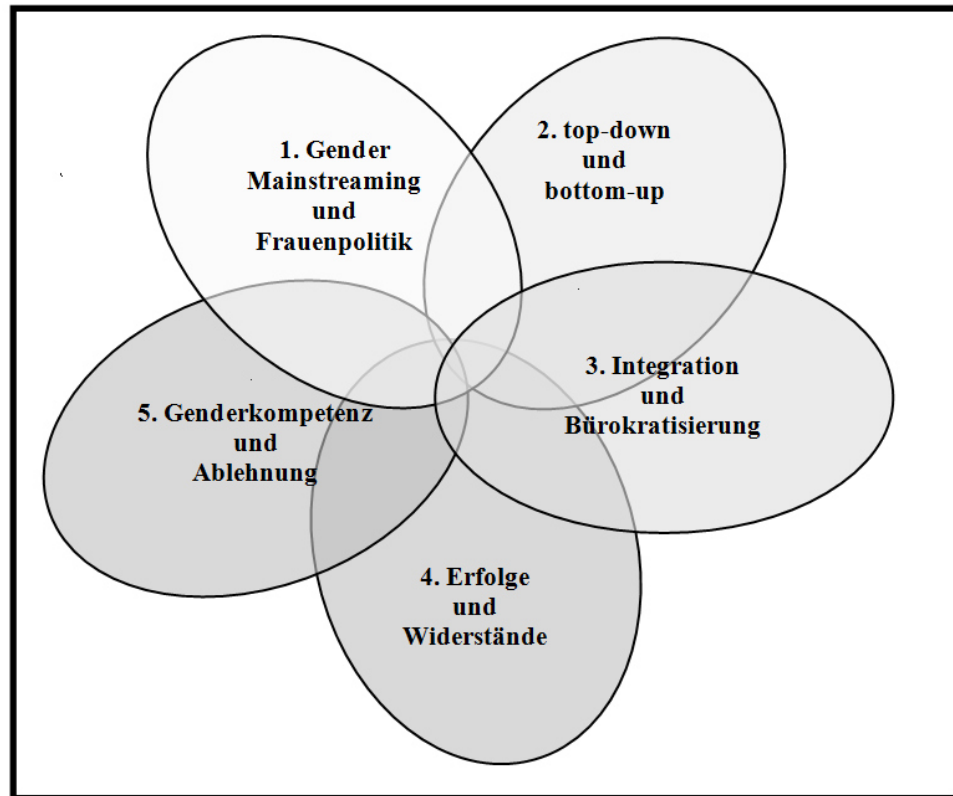 1. Gender
Mainstreaming
und
Frauenpolitik
2. top-down
und
bottom-up
3. Integration
und
Bürokratisierung
4. Erfolge
und
Widerstände
5. Genderkompetenz
und
Ablehnung